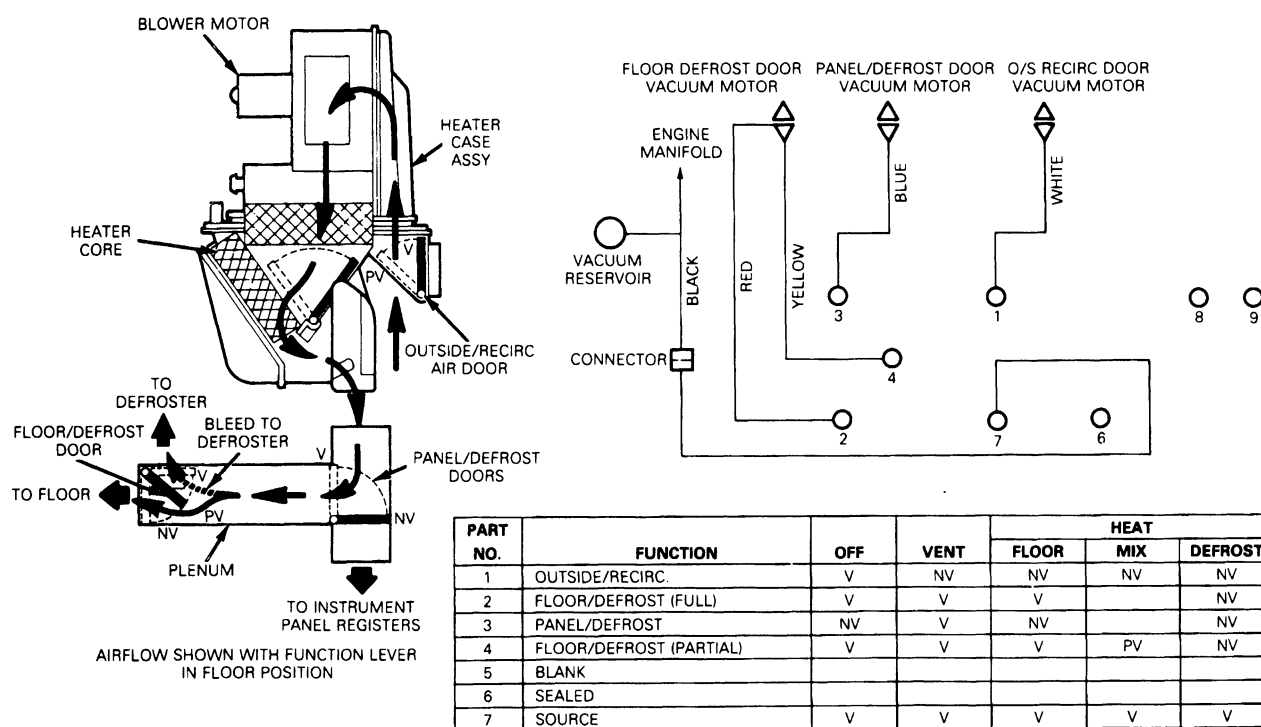 BLOWER MOTOR
HEATER
CASE
ASSY
HEATER
CORE
V
PV
OUTSIDE/RECIRC
AIR DOOR
TO
DEFROSTER
FLOOR/DEFROST
DOOR
BLEED TO
DEFROSTER
V
V
PANEL/DEFROST
DOORS
TO FLOOR
PV
NV
NV
PLENUM
TO INSTRUMENT
PANEL REGISTERS
AIRFLOW SHOWN WITH FUNCTION LEVER
IN FLOOR POSITION
FLOOR DEFROST DOOR
VACUUM MOTOR
PANEL/DEFROST DOOR
VACUUM MOTOR
O/S RECIRC DOOR
VACUUM MOTOR
ENGINE
MANIFOLD
VACUUM
RESERVOIR
BLACK
RED
YELLOW
BLUE
WHITE
CONNECTOR
3
1
8
9
4
2
7
6
HEAT
PART NO. FUNCTION OFF VENT FLOOR MIX DEFROST
1 OUTSIDE/RECIRC. V NV NV NV NV
2 FLOOR/DEFROST (FULL) V V V NV
3 PANEL/DEFROST NV V NV NV
4 FLOOR/DEFROST (PARTIAL) V V V PV NV
5 BLANK
6 SEALED
7 SOURCE V V V V V